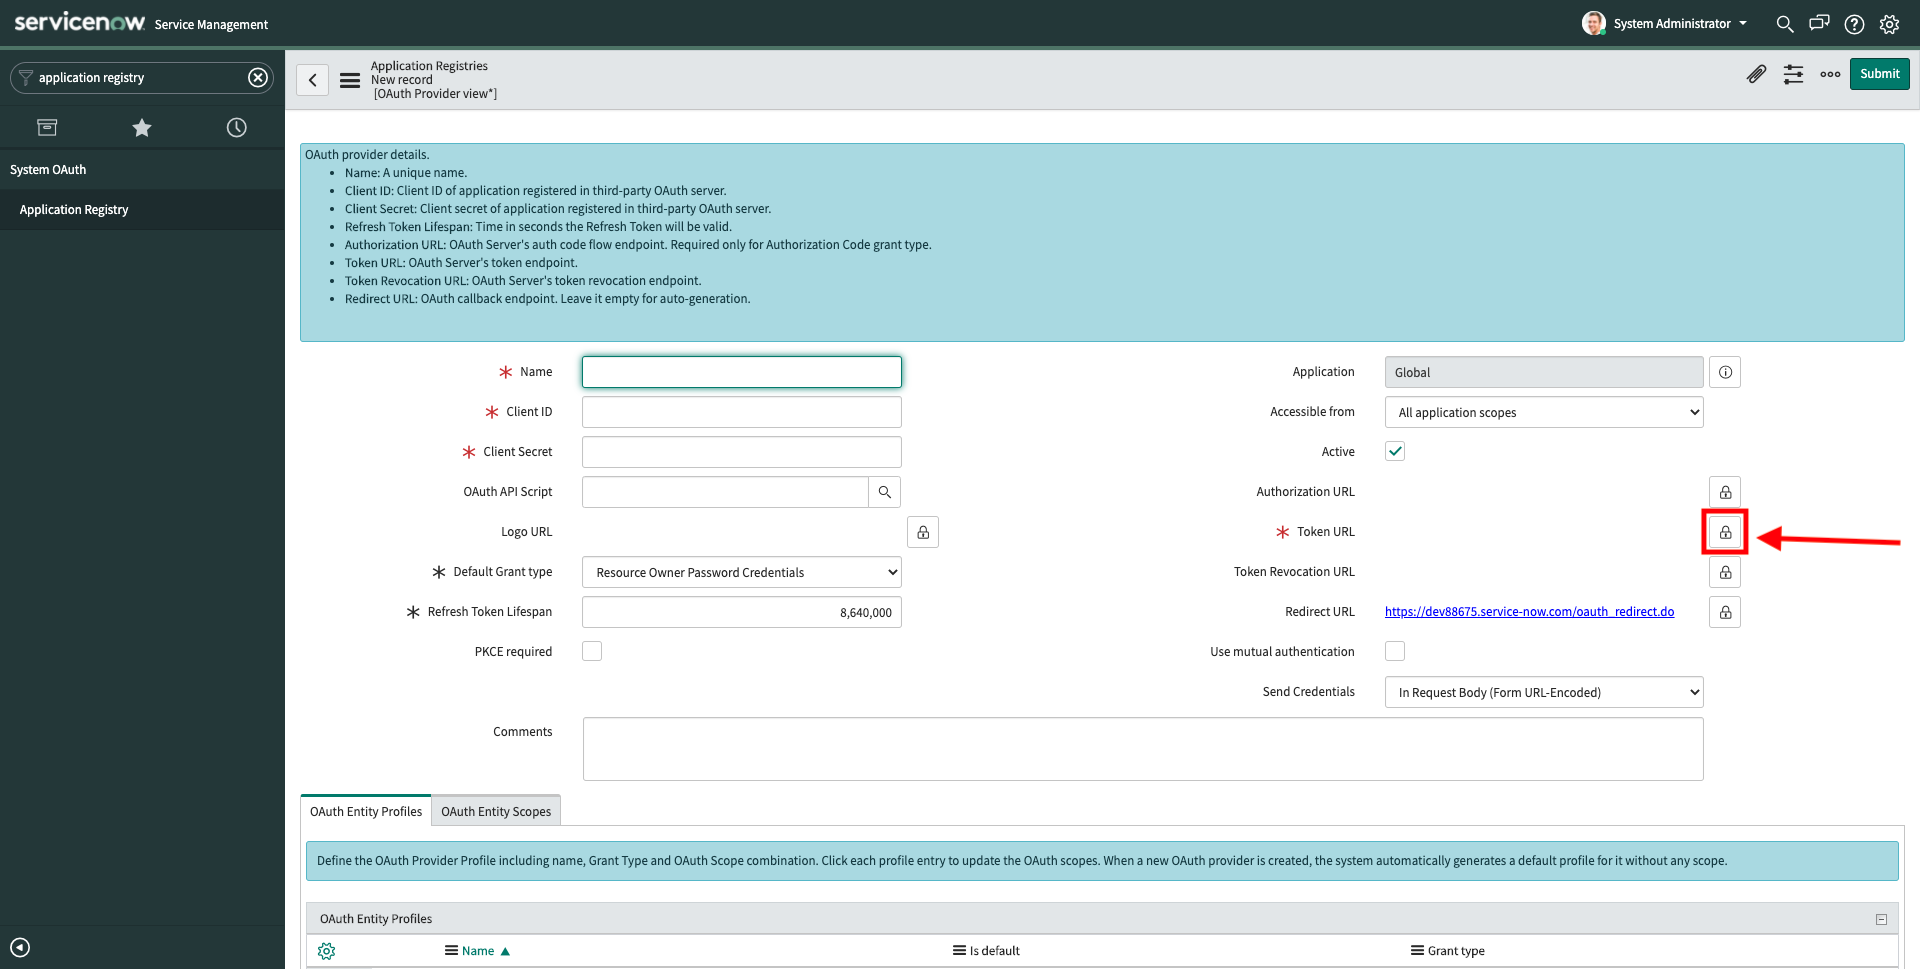 servicenow. Service Management
System Administrator
application registry
System OAuth
Application Registry
Application Registries
New record
[OAuth Provider view*]
Submit
OAuth provider details.
• Name: A unique name.
• Client ID: Client ID of application registered in third-party OAuth server.
• Client Secret: Client secret of application registered in third-party OAuth server.
• Refresh Token Lifespan: Time in seconds the Refresh Token will be valid.
• Authorization URL: OAuth Server's auth code flow endpoint. Required only for Authorization Code grant type.
• Token URL: OAuth Server's token endpoint.
• Token Revocation URL: OAuth Server's token revocation endpoint.
• Redirect URL: OAuth callback endpoint. Leave it empty for auto-generation.
Name
Client ID
Client Secret
OAuth API Script
Logo URL
Default Grant type Resource Owner Password Credentials
Refresh Token Lifespan 8,640,000
PKCE required
Application Global
Accessible from All application scopes
Active
Authorization URL
Token URL
Token Revocation URL
Redirect URL https://dev88675.service-now.com/oauth_redirect.do
Use mutual authentication
Send Credentials In Request Body (Form URL-Encoded)
Comments
OAuth Entity Profiles OAuth Entity Scopes
Define the OAuth Provider Profile including name, Grant Type and OAuth Scope combination. Click each profile entry to update the OAuth scopes. When a new OAuth provider is created, the system automatically generates a default profile for it without any scope.
OAuth Entity Profiles
Name ▲ Is default Grant type